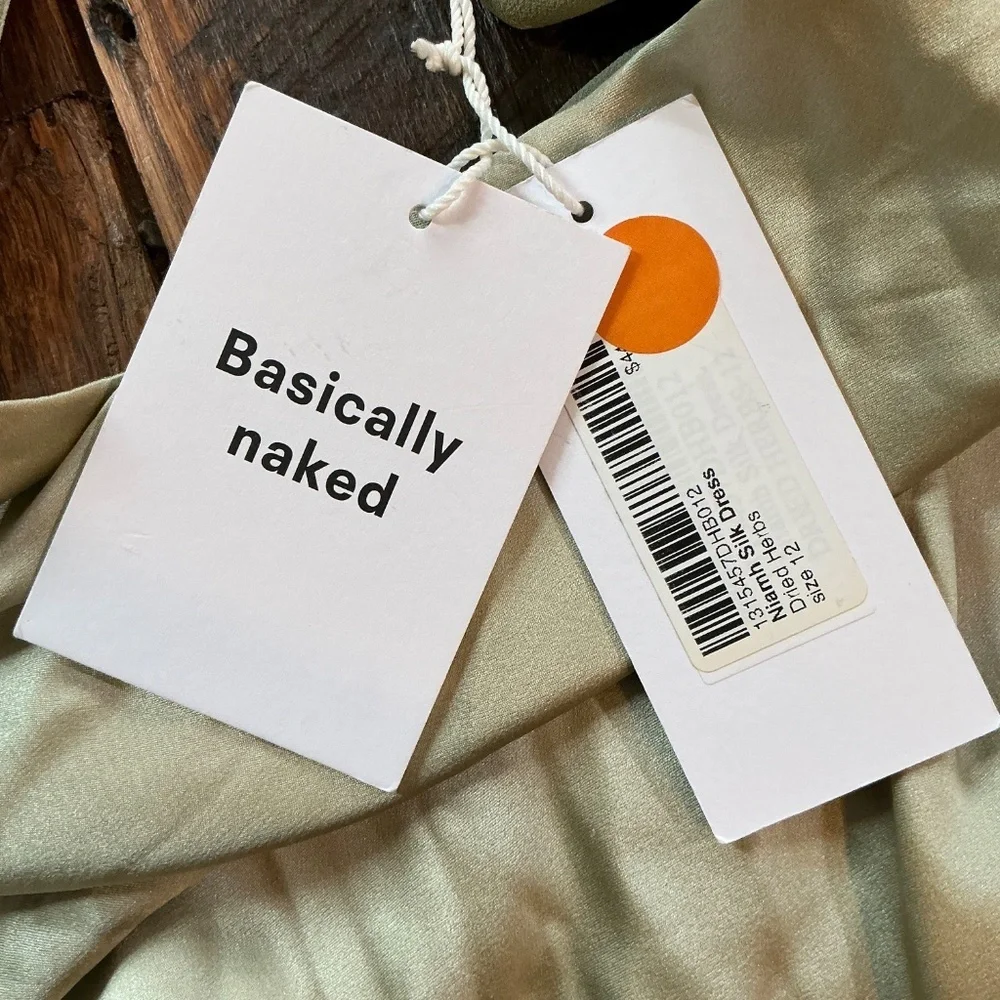 Basically
naked
1315457DHB012
Niamh Silk Dress
Dried Herbs
size 12